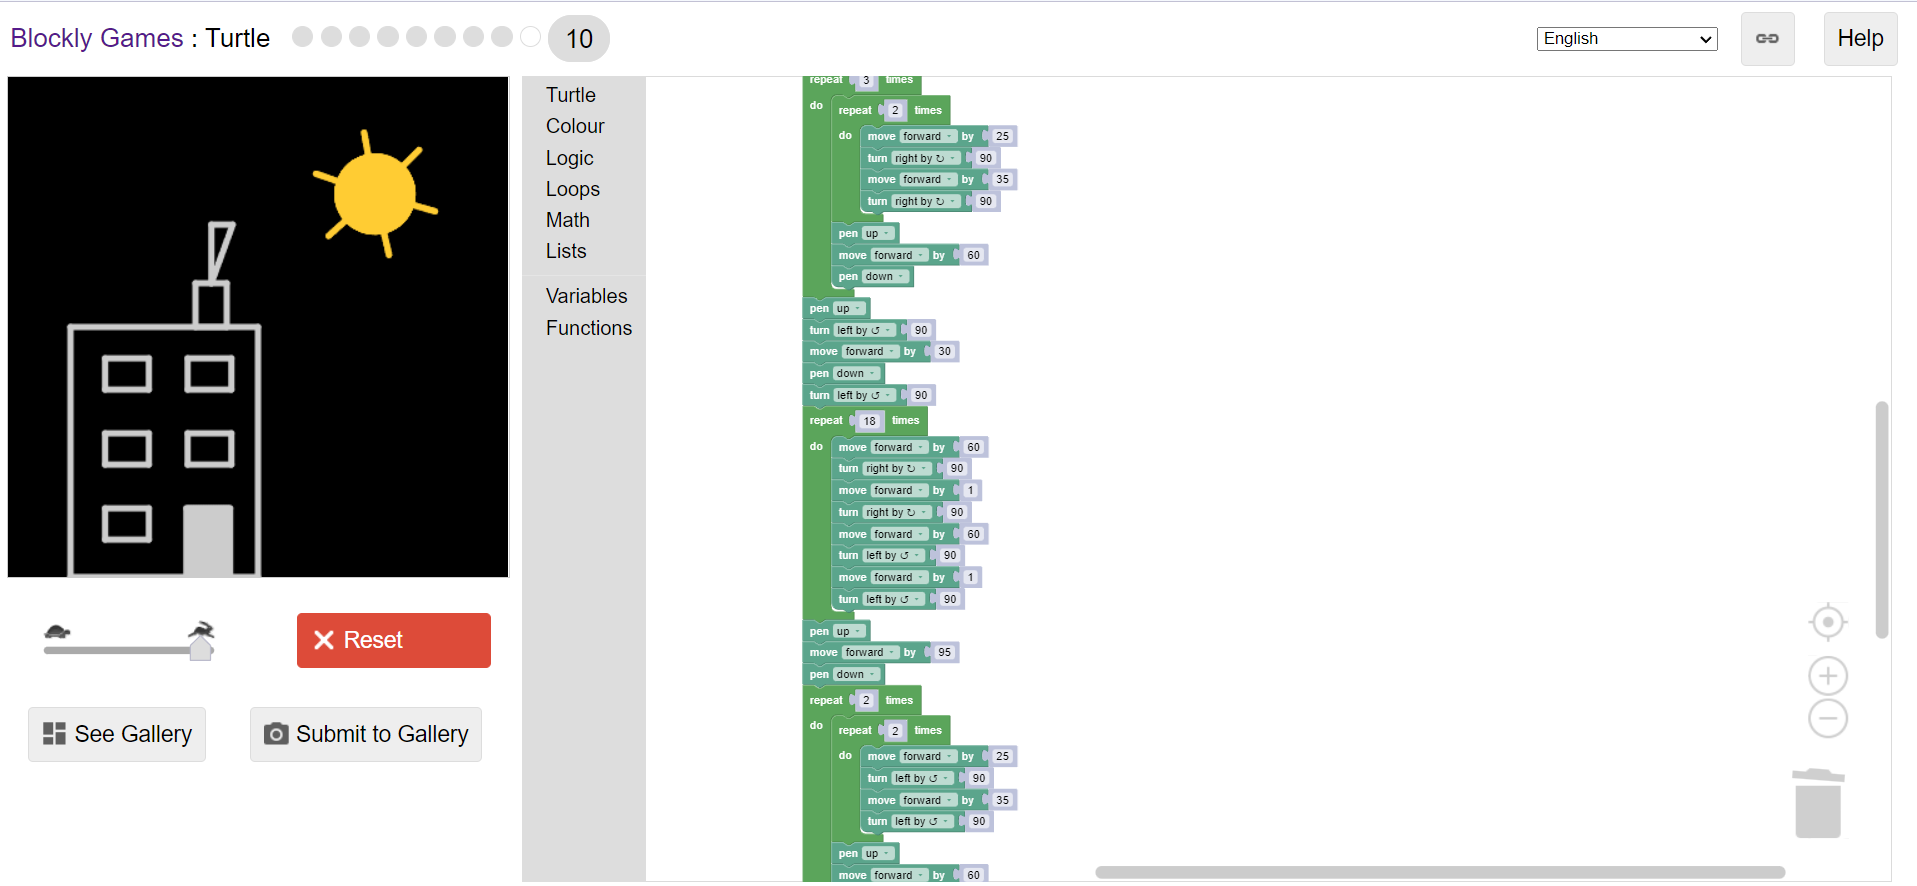 Blockly Games : Turtle
10
English
Help
Reset
See Gallery
Submit to Gallery
Turtle
Colour
Logic
Loops
Math
Lists
Variables
Functions
repeat 3 times
do repeat 2 times
do move forward by 25
turn right by ↻ 90
move forward by 35
turn right by ↻ 90
pen up
move forward by 60
pen down
pen up
turn left by ↺ 90
move forward by 30
pen down
turn left by ↺ 90
repeat 18 times
do move forward by 60
turn right by ↻ 90
move forward by 1
turn right by ↻ 90
move forward by 60
turn left by ↺ 90
move forward by 1
turn left by ↺ 90
pen up
move forward by 95
pen down
repeat 2 times
do repeat 2 times
do move forward by 25
turn left by ↺ 90
move forward by 35
turn left by ↺ 90
pen up
move forward by 60